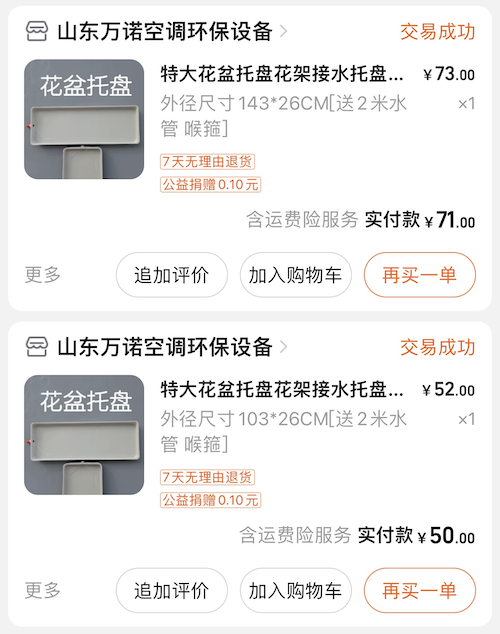 山东万诺空调环保设备
交易成功
花盆托盘
特大花盆托盘花架接水托盘... ¥73.00
外径尺寸143*26CM[送2米水 ×1
管 喉箍]
7天无理由退货
公益捐赠0.10元
含运费险服务 实付款¥71.00
更多
追加评价
加入购物车
再买一单
山东万诺空调环保设备
交易成功
花盆托盘
特大花盆托盘花架接水托盘... ¥52.00
外径尺寸103*26CM[送2米水 ×1
管 喉箍]
7天无理由退货
公益捐赠0.10元
含运费险服务 实付款¥50.00
更多
追加评价
加入购物车
再买一单